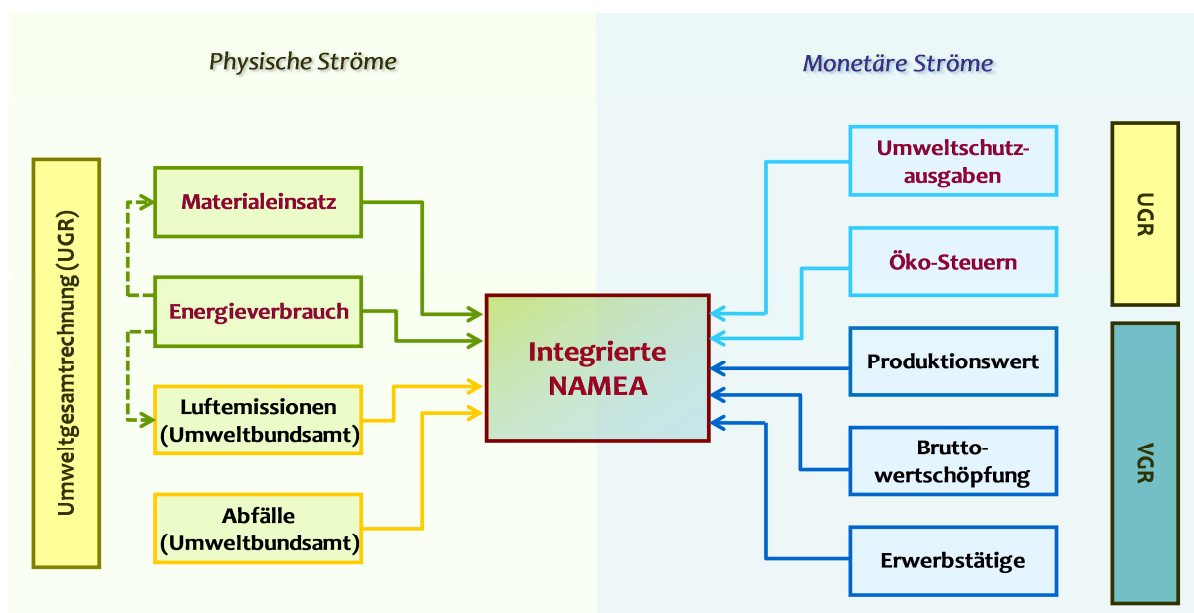 Physische Ströme
Monetäre Ströme
Umweltgesamtrechnung (UGR)
Materialeinsatz
Energieverbrauch
Luftemissionen
(Umweltbundsamt)
Abfälle
(Umweltbundsamt)
Integrierte
NAMEA
Umweltschutz-
ausgaben
Öko-Steuern
Produktionswert
Brutto-
wertschöpfung
Erwerbstätige
UGR
VGR